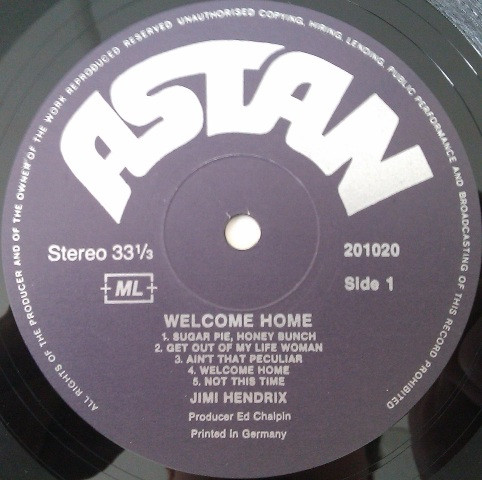 ALL RIGHTS OF THE PRODUCER AND OF THE OWNER OF THE WORK REPRODUCED RESERVED UNAUTHORISED COPYING, HIRING, LENDING, PUBLIC PERFORMANCE AND BROADCASTING OF THIS RECORD PROHIBITED
ASTAN
Stereo 33 1/3
201020
ML
Side 1
WELCOME HOME
1. SUGAR PIE, HONEY BUNCH
2. GET OUT OF MY LIFE WOMAN
3. AIN'T THAT PECULIAR
4. WELCOME HOME
5. NOT THIS TIME
JIMI HENDRIX
Producer Ed Chalpin
Printed in Germany